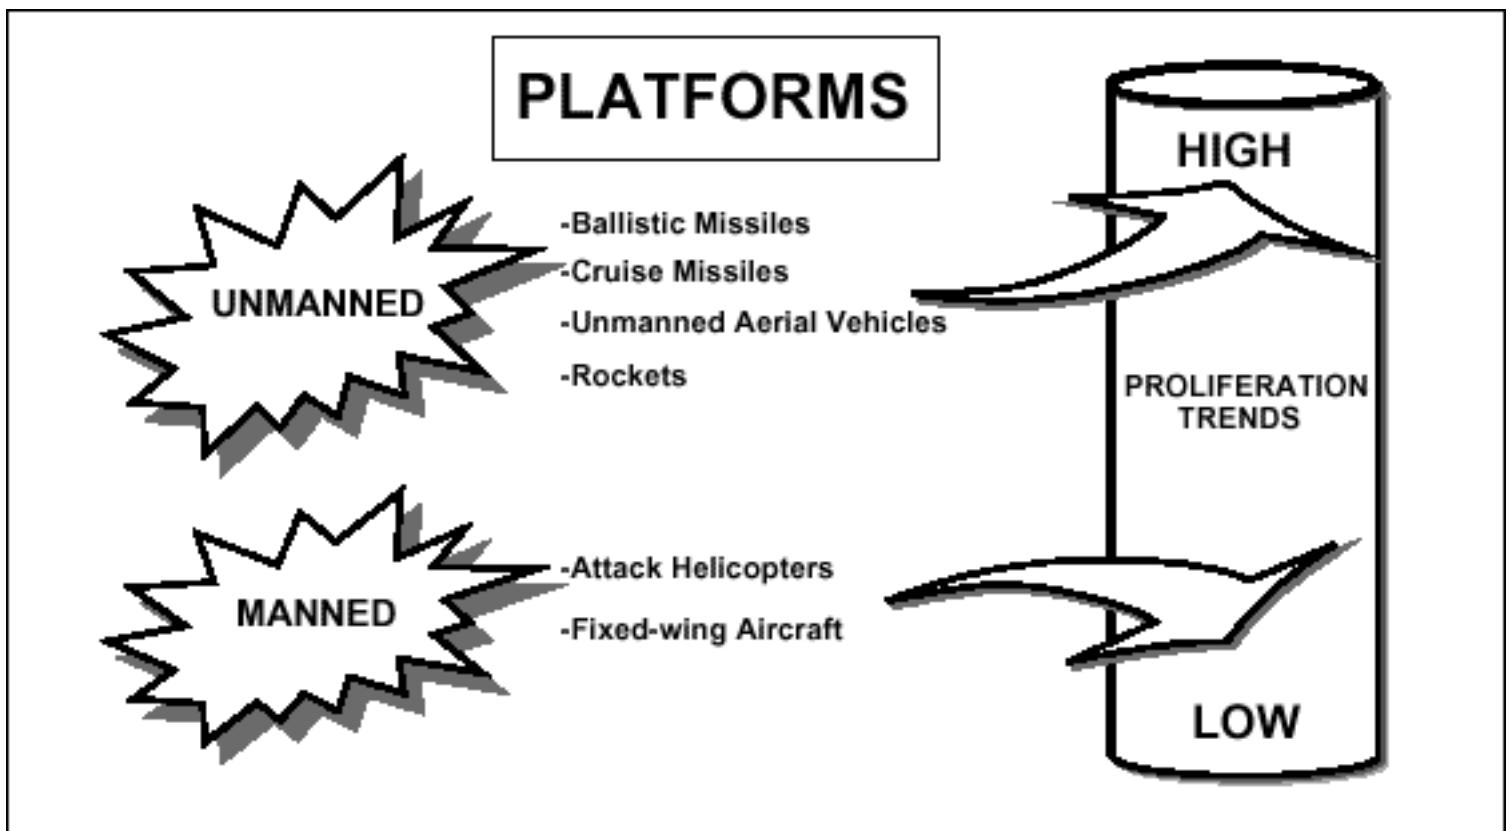 PLATFORMS
UNMANNED
-Ballistic Missiles
-Cruise Missiles
-Unmanned Aerial Vehicles
-Rockets
MANNED
-Attack Helicopters
-Fixed-wing Aircraft
HIGH
PROLIFERATION
TRENDS
LOW